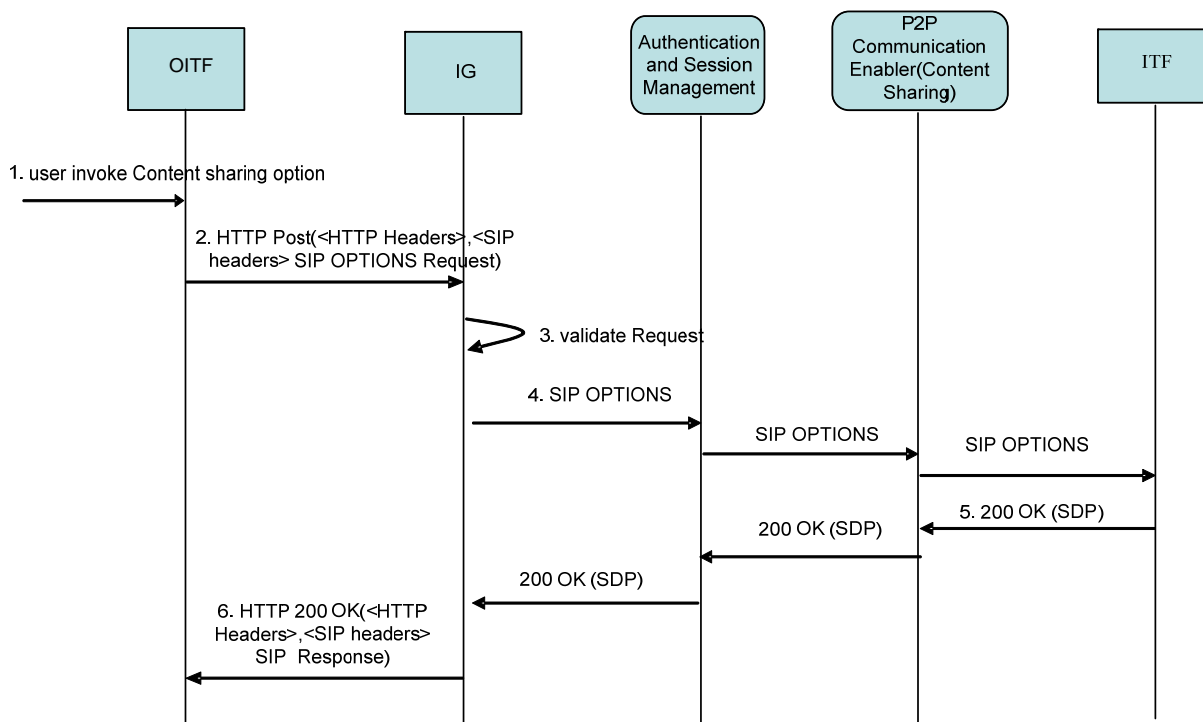 OITF
IG
Authentication
and Session
Management
P2P
Communication
Enabler(Content
Sharing)
ITF
1. user invoke Content sharing option
2. HTTP Post(<HTTP Headers>,<SIP
headers> SIP OPTIONS Request)
3. validate Request
4. SIP OPTIONS
SIP OPTIONS
SIP OPTIONS
5. 200 OK (SDP)
200 OK (SDP)
200 OK (SDP)
6. HTTP 200 OK(<HTTP
Headers>,<SIP headers>
SIP Response)